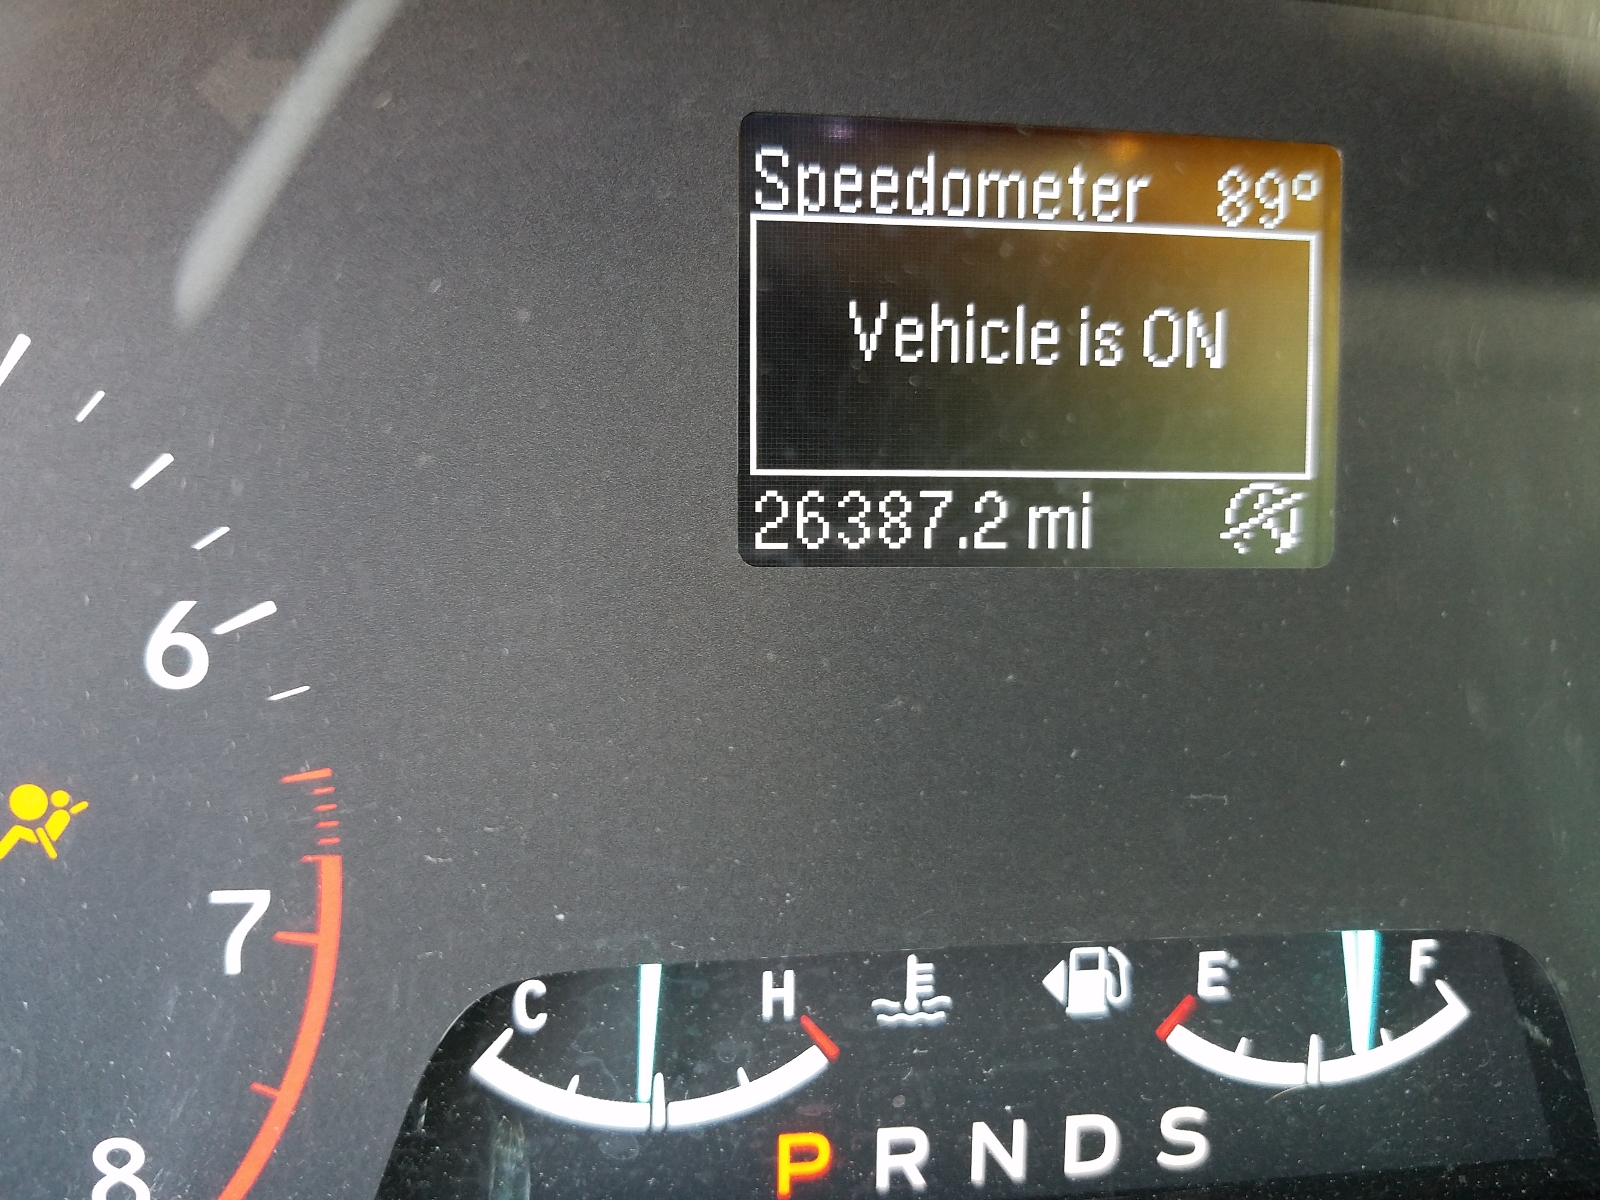 Speedometer 89°
Vehicle is ON
26387.2 mi
6
7
8
C H E F
P R N D S